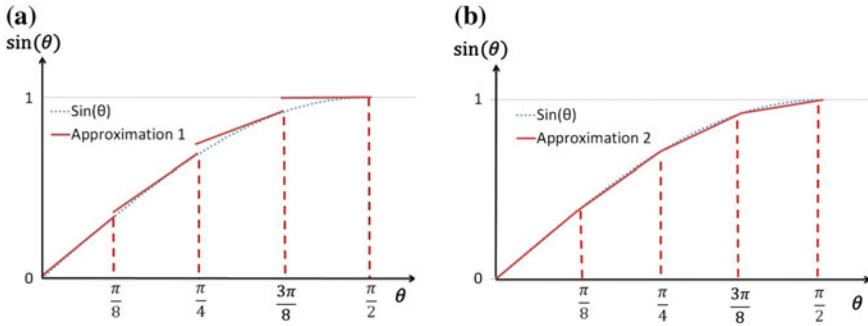 (a)
sin(θ)
1
Sin(θ)
Approximation 1
0
π/8
π/4
3π/8
π/2
θ
(b)
sin(θ)
1
Sin(θ)
Approximation 2
0
π/8
π/4
3π/8
π/2
θ